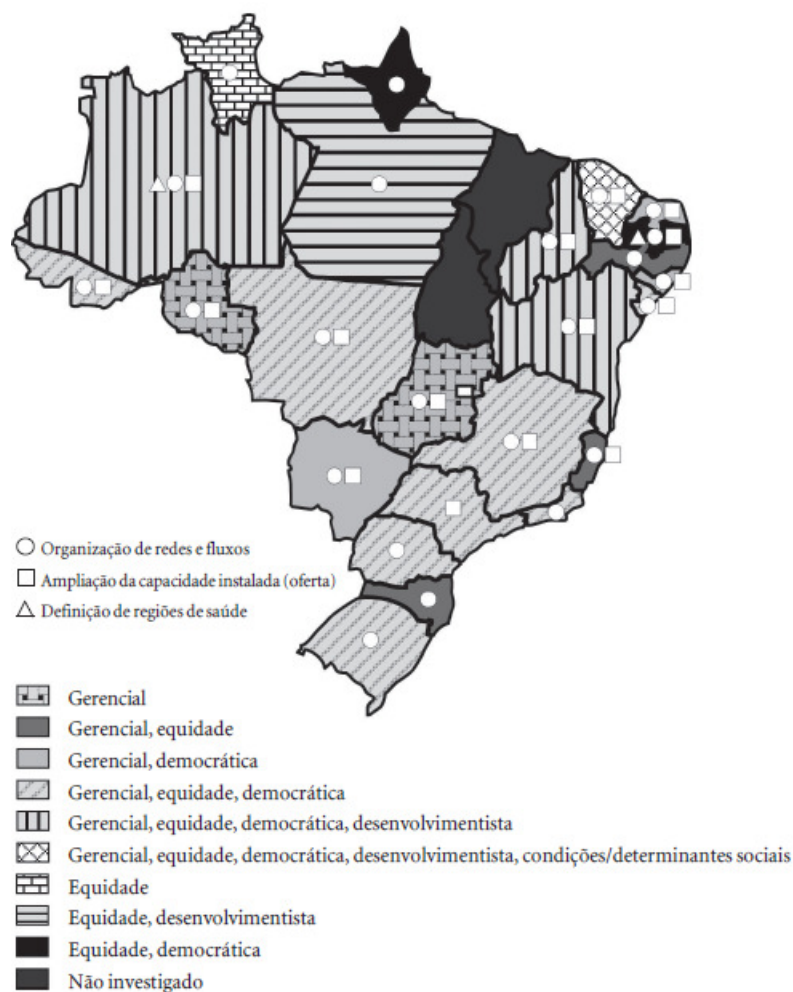 Organização de redes e fluxos
Ampliação da capacidade instalada (oferta)
Definição de regiões de saúde
Gerencial
Gerencial, equidade
Gerencial, democrática
Gerencial, equidade, democrática
Gerencial, equidade, democrática, desenvolvimentista
Gerencial, equidade, democrática, desenvolvimentista, condições/determinantes sociais
Equidade
Equidade, desenvolvimentista
Equidade, democrática
Não investigado